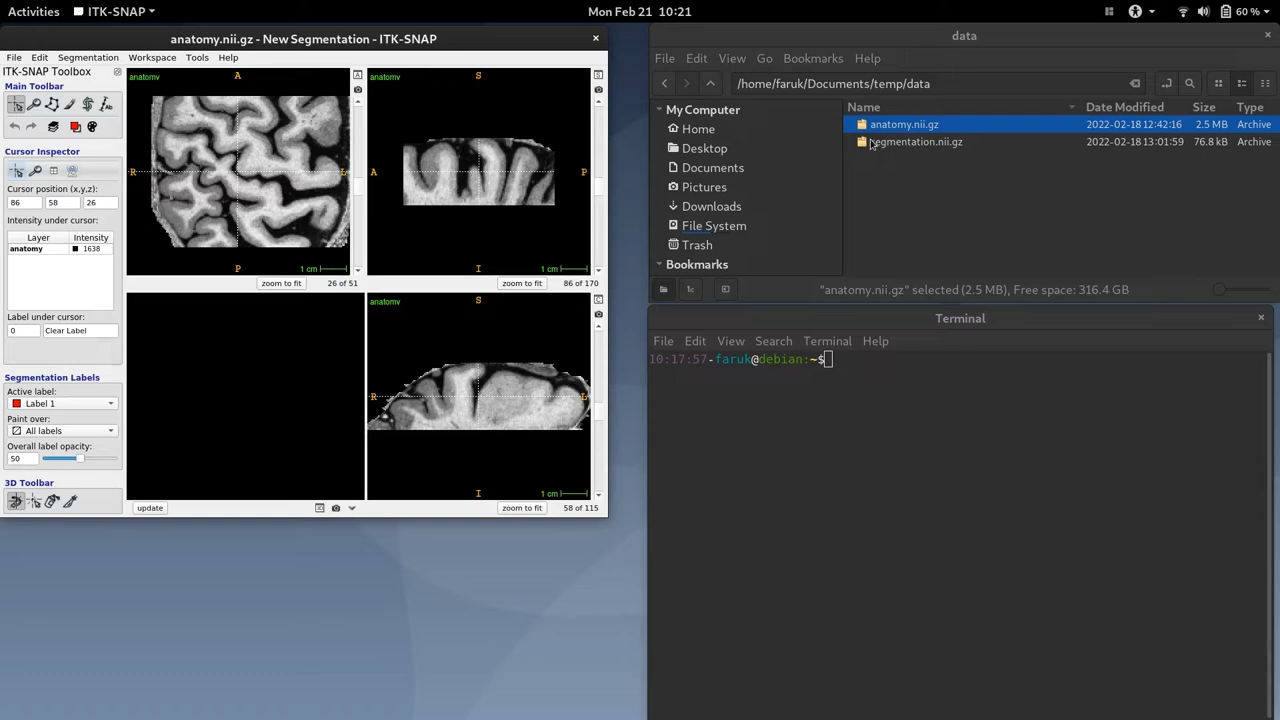 Activities ITK-SNAP Mon Feb 21 10:21 60 %
anatomy.nii.gz - New Segmentation - ITK-SNAP
File Edit Segmentation Workspace Tools Help
ITK-SNAP Toolbox
Main Toolbar
Cursor Inspector
Cursor position (x,y,z):
86 58 26
Intensity under cursor:
Layer Intensity
anatomy 1638
Label under cursor:
0 Clear Label
Segmentation Labels
Active label:
Label 1
Paint over:
All labels
Overall label opacity:
50
3D Toolbar
anatomy
A
A
R
L
P
1 cm
zoom to fit 26 of 51
anatomy
S
S
A
P
I
1 cm
zoom to fit 86 of 170
update
anatomy
S
C
R
L
I
1 cm
zoom to fit 58 of 115
data
File Edit View Go Bookmarks Help
/home/faruk/Documents/temp/data
My Computer
Home
Desktop
Documents
Pictures
Downloads
File System
Trash
Bookmarks
Name Date Modified Size Type
anatomy.nii.gz 2022-02-18 12:42:16 2.5 MB Archive
segmentation.nii.gz 2022-02-18 13:01:59 76.8 kB Archive
"anatomy.nii.gz" selected (2.5 MB), Free space: 316.4 GB
Terminal
File Edit View Search Terminal Help
10:17:57-faruk@debian:~$